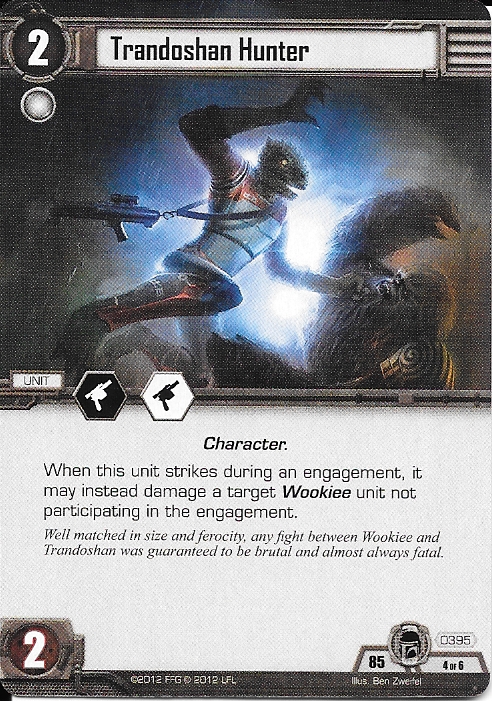 2
Trandoshan Hunter
UNIT
Character.
When this unit strikes during an engagement, it
may instead damage a target Wookiee unit not
participating in the engagement.
Well matched in size and ferocity, any fight between Wookiee and
Trandoshan was guaranteed to be brutal and almost always fatal.
2
85
0395
4 OF 6
©2012 FFG © 2012 LFL
Illus. Ben Zweifel